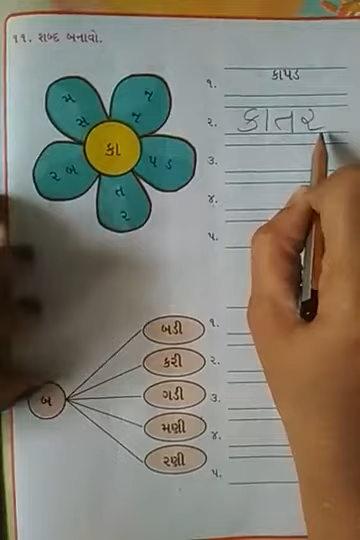 ૧૧. શબ્દ બનાવો.
મ
સ
ન
ન
કા
પ ડ
ત
ર
ર બ
૧. કાપડ
૨. કાતર
૩.
૪.
૫.
બ
બડી
કરી
ગડી
મણી
રણી
૧.
૨.
૩.
૪.
૫.